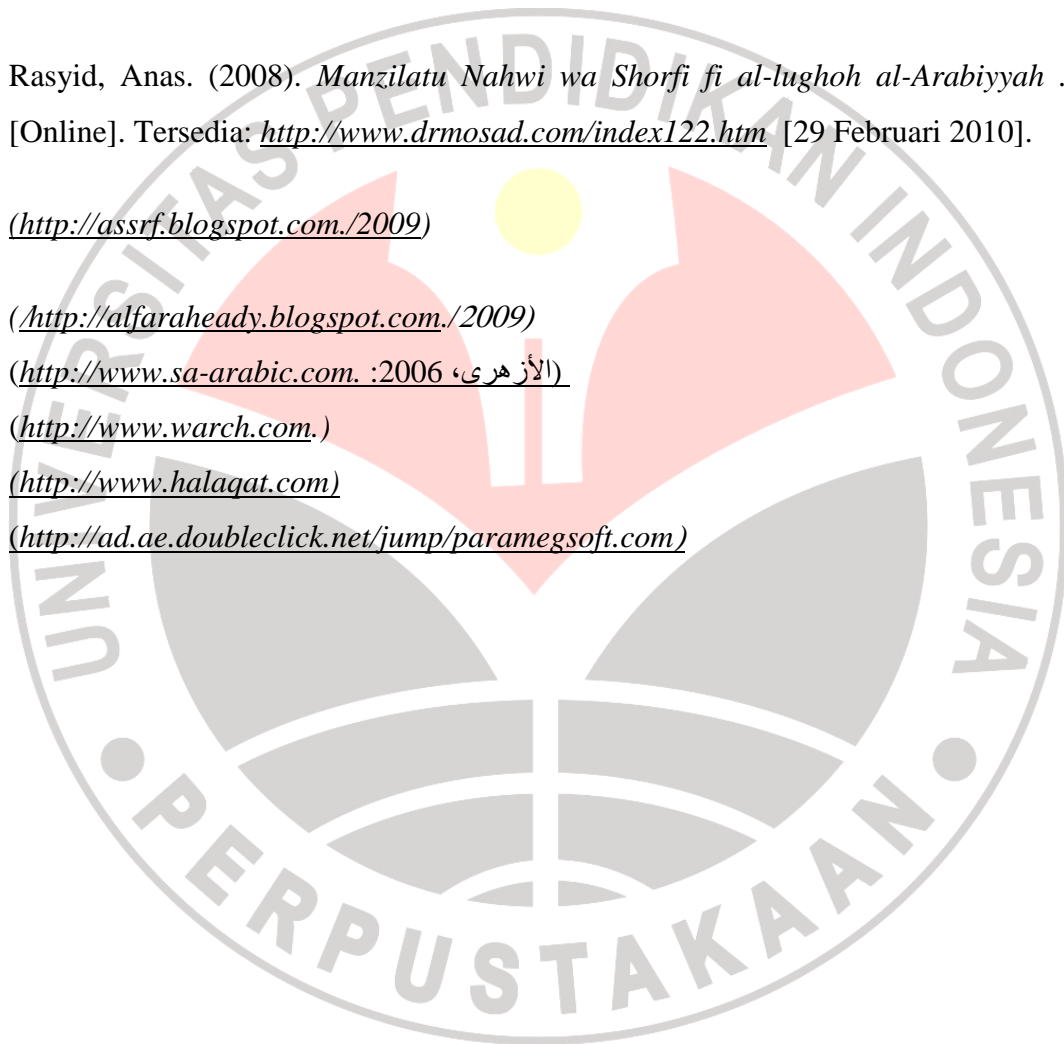 Rasyid, Anas. (2008). Manzilatu Nahwi wa Shorfi fi al-lughoh al-Arabiyyah .
[Online]. Tersedia: http://www.drmosad.com/index122.htm [29 Februari 2010].
(http://assrf.blogspot.com./2009)
(/http://alfaraheady.blogspot.com./2009)
(http://www.sa-arabic.com. :2006 الأزهرى،)
(http://www.warch.com.)
(http://www.halaqat.com)
(http://ad.ae.doubleclick.net/jump/paramegsoft.com)
UNIVERSITAS PENDIDIKAN INDONESIA
PERPUSTAKAAN